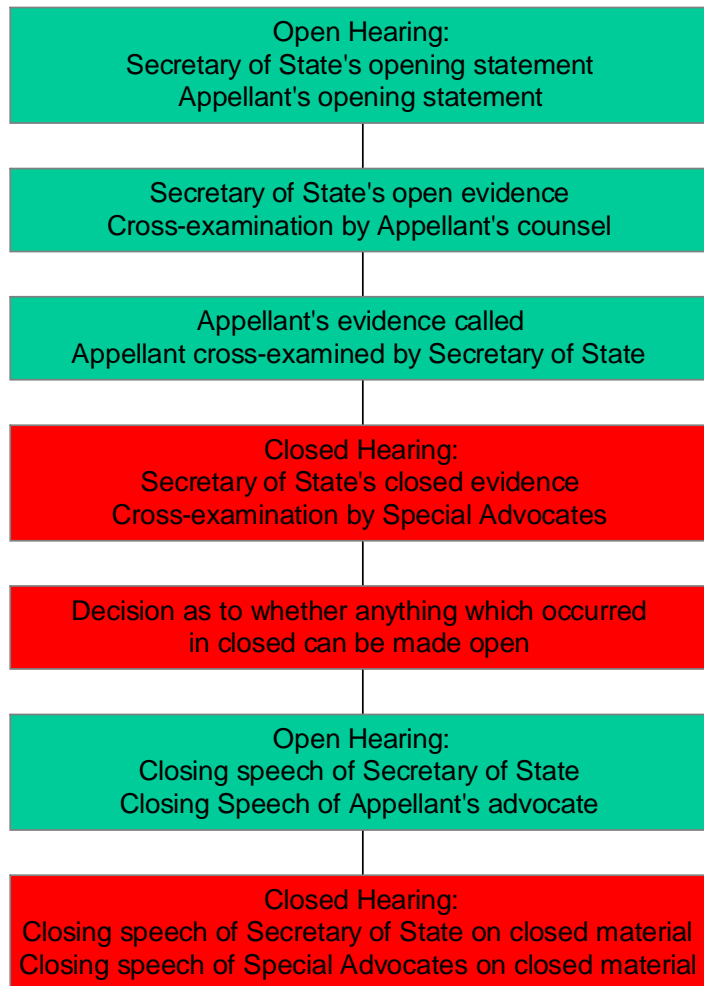 Open Hearing:
Secretary of State's opening statement
Appellant's opening statement
Secretary of State's open evidence
Cross-examination by Appellant's counsel
Appellant's evidence called
Appellant cross-examined by Secretary of State
Closed Hearing:
Secretary of State's closed evidence
Cross-examination by Special Advocates
Decision as to whether anything which occurred
in closed can be made open
Open Hearing:
Closing speech of Secretary of State
Closing Speech of Appellant's advocate
Closed Hearing:
Closing speech of Secretary of State on closed material
Closing speech of Special Advocates on closed material